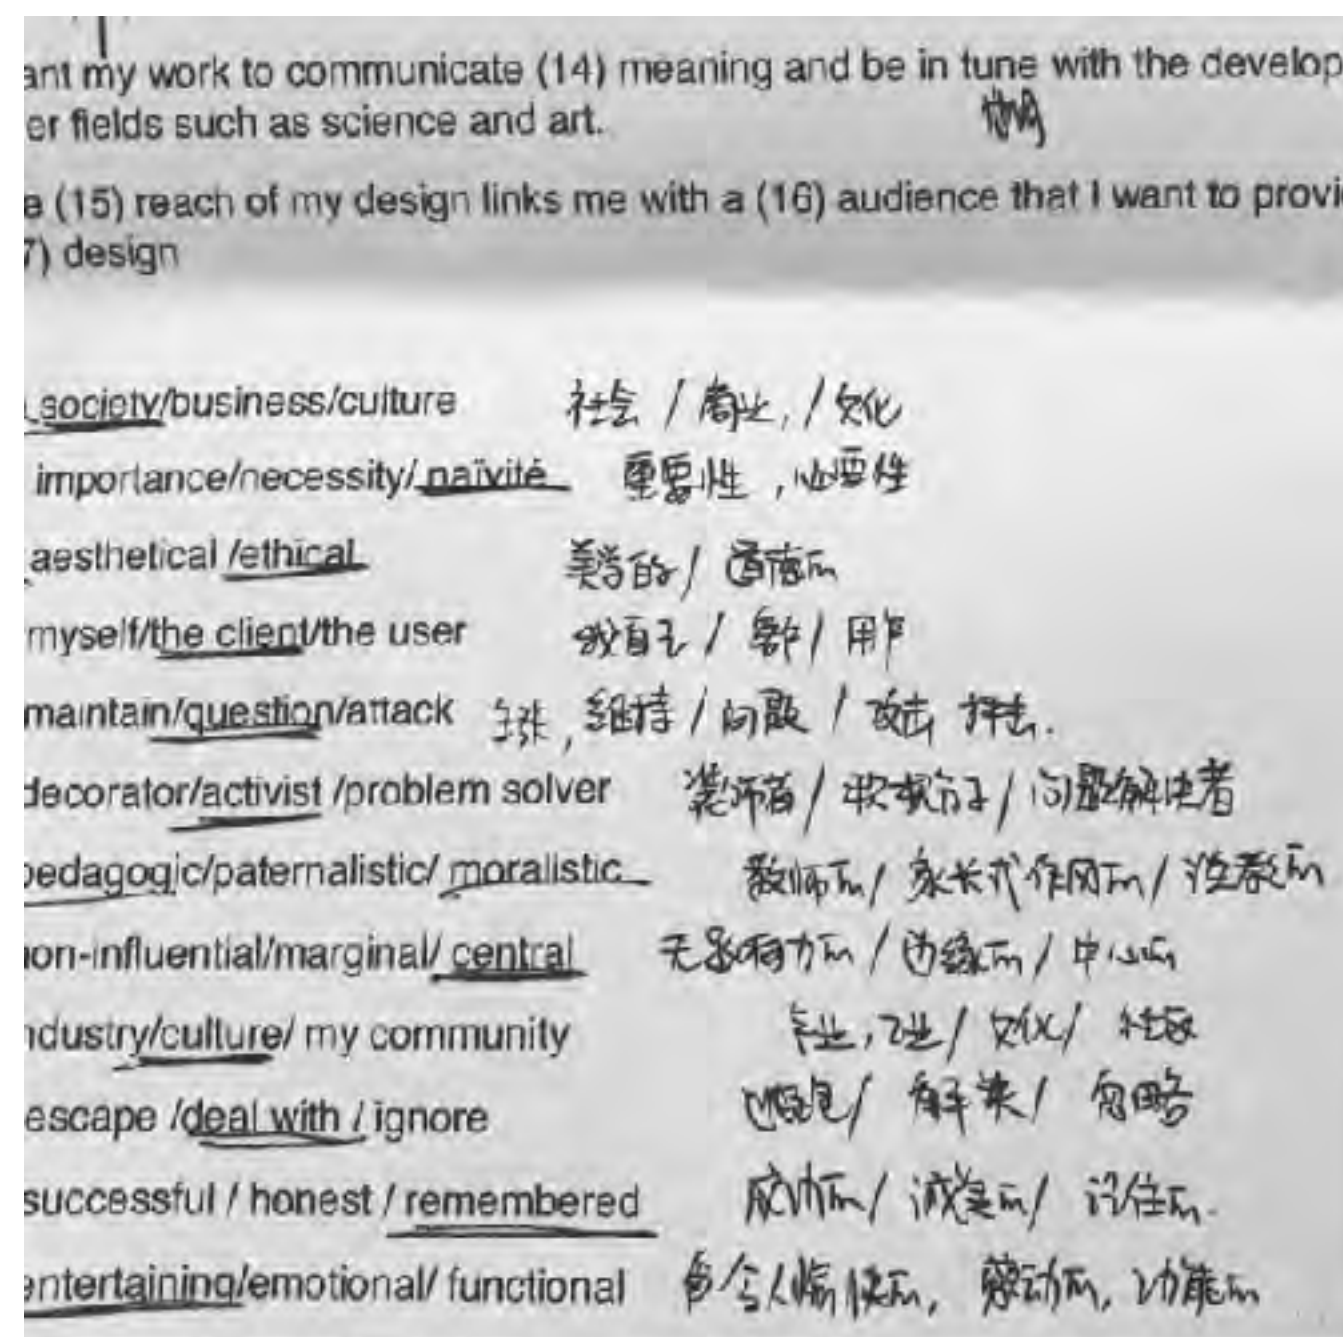 ant my work to communicate (14) meaning and be in tune with the develop
er fields such as science and art.
e (15) reach of my design links me with a (16) audience that I want to provi
7) design
society/business/culture 社会 / 商业, / 文化
importance/necessity/ naïvité 重要性 , 必要性
aesthetical /ethical 美学的 / 道德的
myself/the client/the user 我自己 / 客户 / 用户
maintain/question/attack 维持 / 问题 / 攻击 抨击.
decorator/activist /problem solver 装饰者 / 积极分子 / 问题解决者
pedagogic/paternalistic/ moralistic 教师的 / 家长式作风的 / 说教的
non-influential/marginal/ central 无影响力的 / 边缘的 / 中心的
ndustry/culture/ my community 工业 / 文化 / 社区
escape /deal with / ignore 解决 / 忽略
successful / honest / remembered 成功的 / 诚实的 / 记住的.
entertaining/emotional/ functional 令人愉快的, 感动的, 功能的